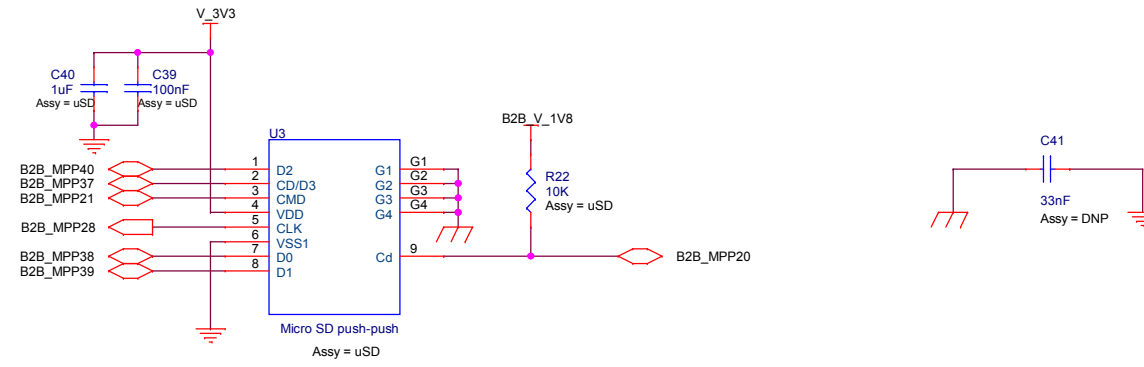 V_3V3
C40
1uF
Assy = uSD
C39
100nF
Assy = uSD
U3
B2B_MPP40
B2B_MPP37
B2B_MPP21
B2B_MPP28
B2B_MPP38
B2B_MPP39
1
2
3
4
5
6
7
8
D2
CD/D3
CMD
VDD
CLK
VSS1
D0
D1
G1
G2
G3
G4
Cd
G1
G2
G3
G4
9
Micro SD push-push
Assy = uSD
B2B_V_1V8
R22
10K
Assy = uSD
B2B_MPP20
C41
33nF
Assy = DNP